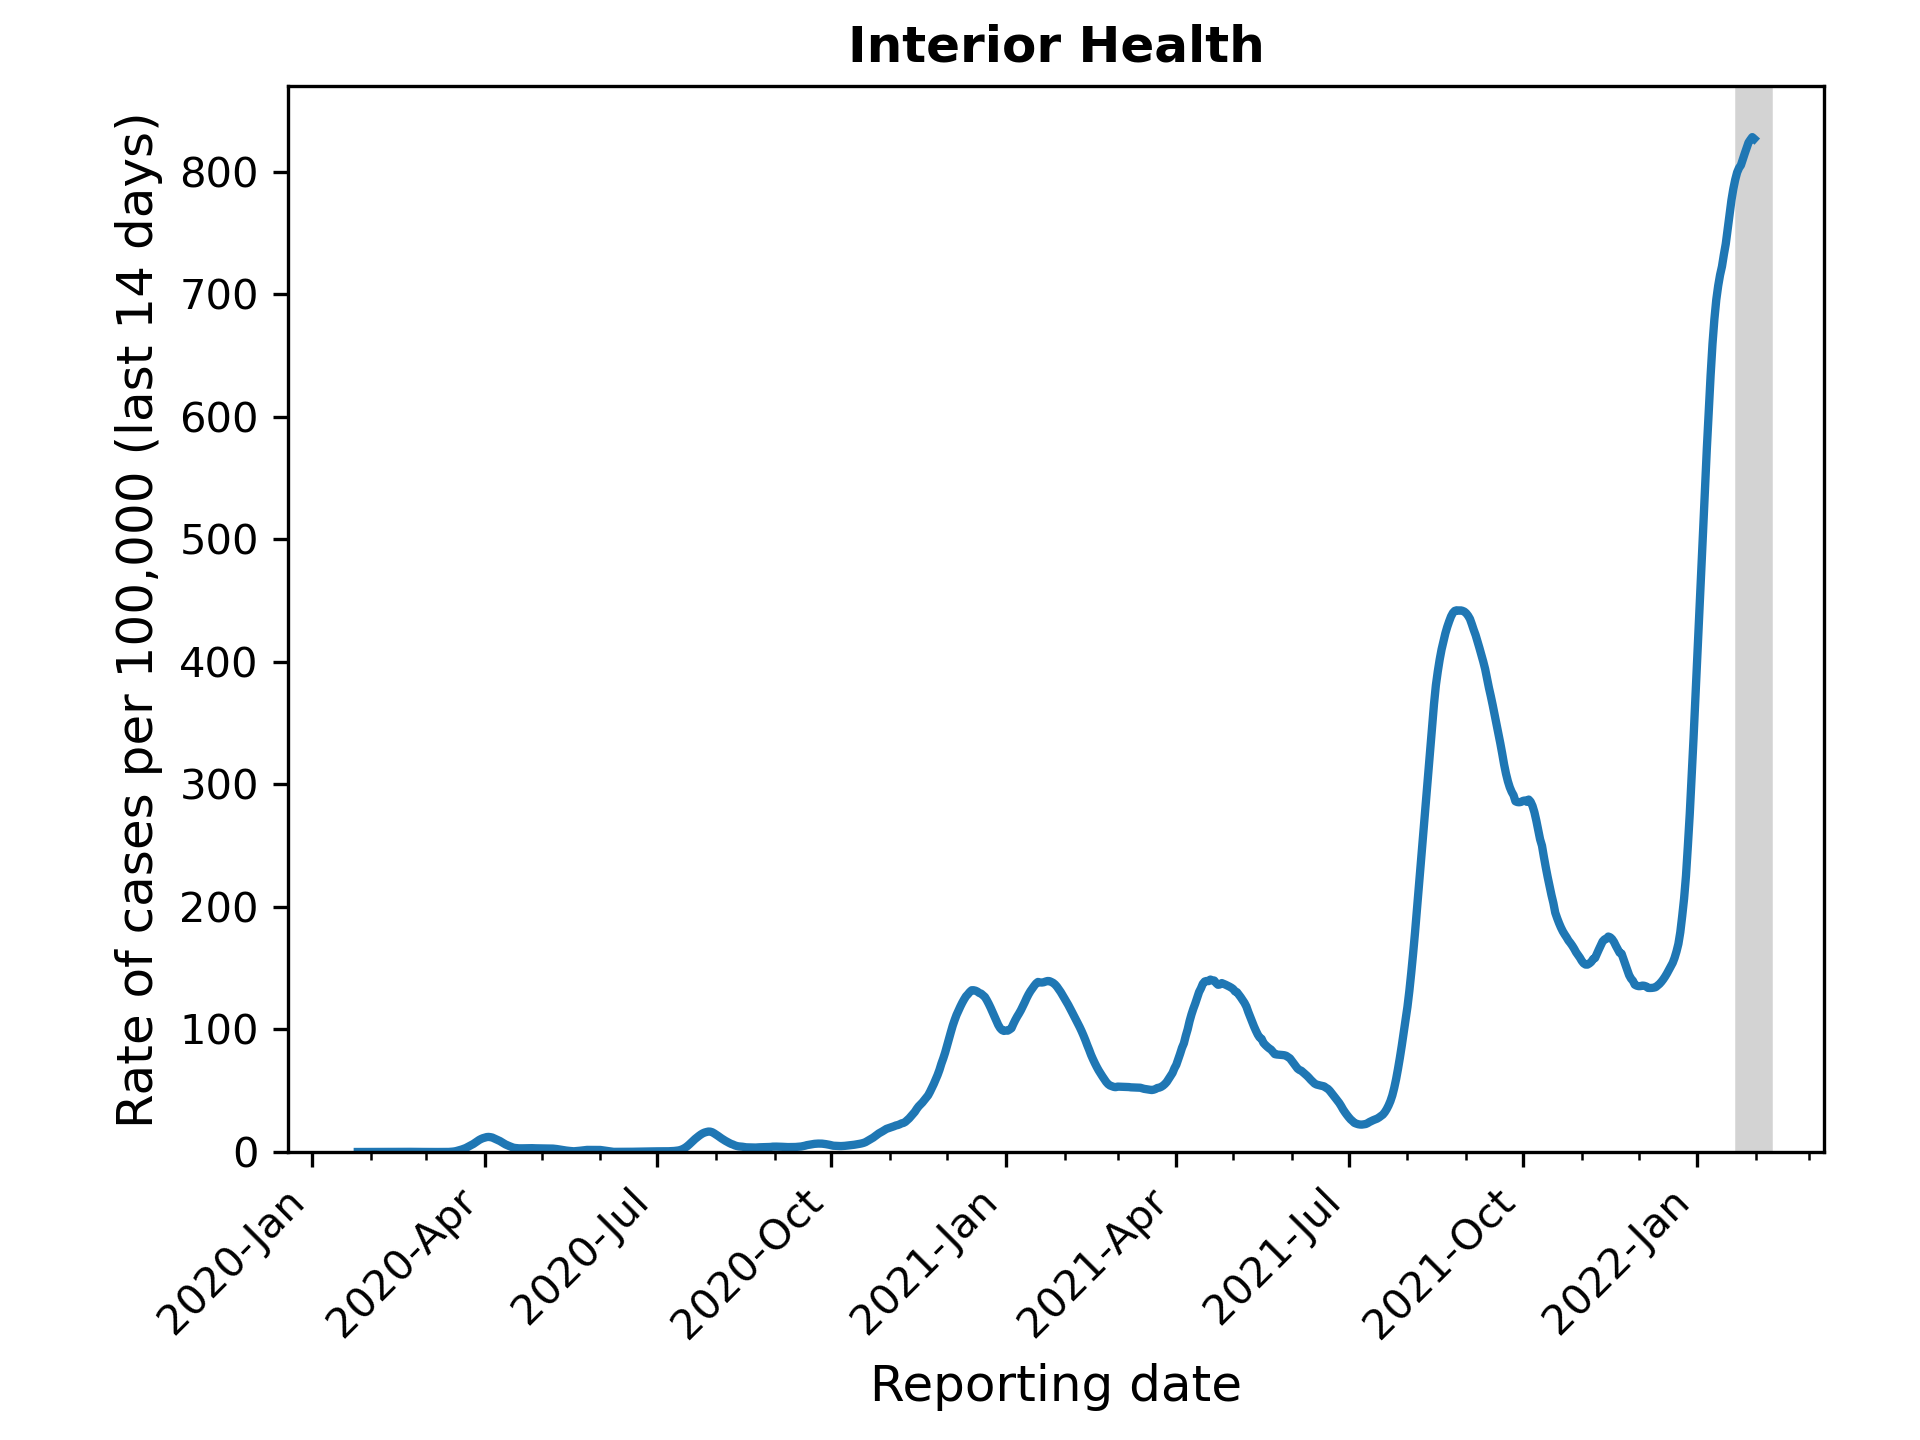 Interior Health
Rate of cases per 100,000 (last 14 days)
800
700
600
500
400
300
200
100
0
2020-Jan
2020-Apr
2020-Jul
2020-Oct
2021-Jan
2021-Apr
2021-Jul
2021-Oct
2022-Jan
Reporting date